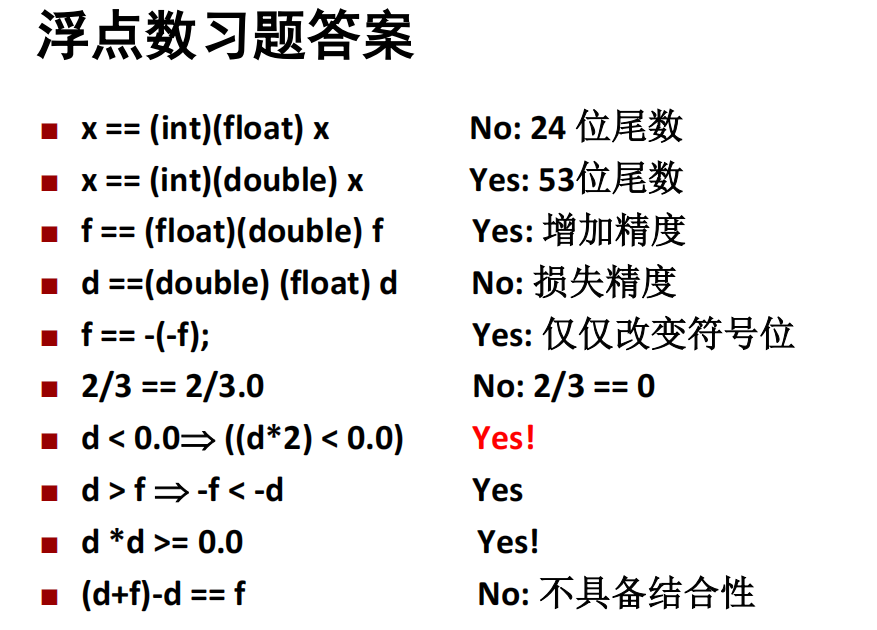 浮点数习题答案
x == (int)(float) x No: 24 位尾数
x == (int)(double) x Yes: 53位尾数
f == (float)(double) f Yes: 增加精度
d ==(double) (float) d No: 损失精度
f == -(-f); Yes: 仅仅改变符号位
2/3 == 2/3.0 No: 2/3 == 0
d < 0.0⇒ ((d*2) < 0.0) Yes!
d > f ⇒ -f < -d Yes
d *d >= 0.0 Yes!
(d+f)-d == f No: 不具备结合性